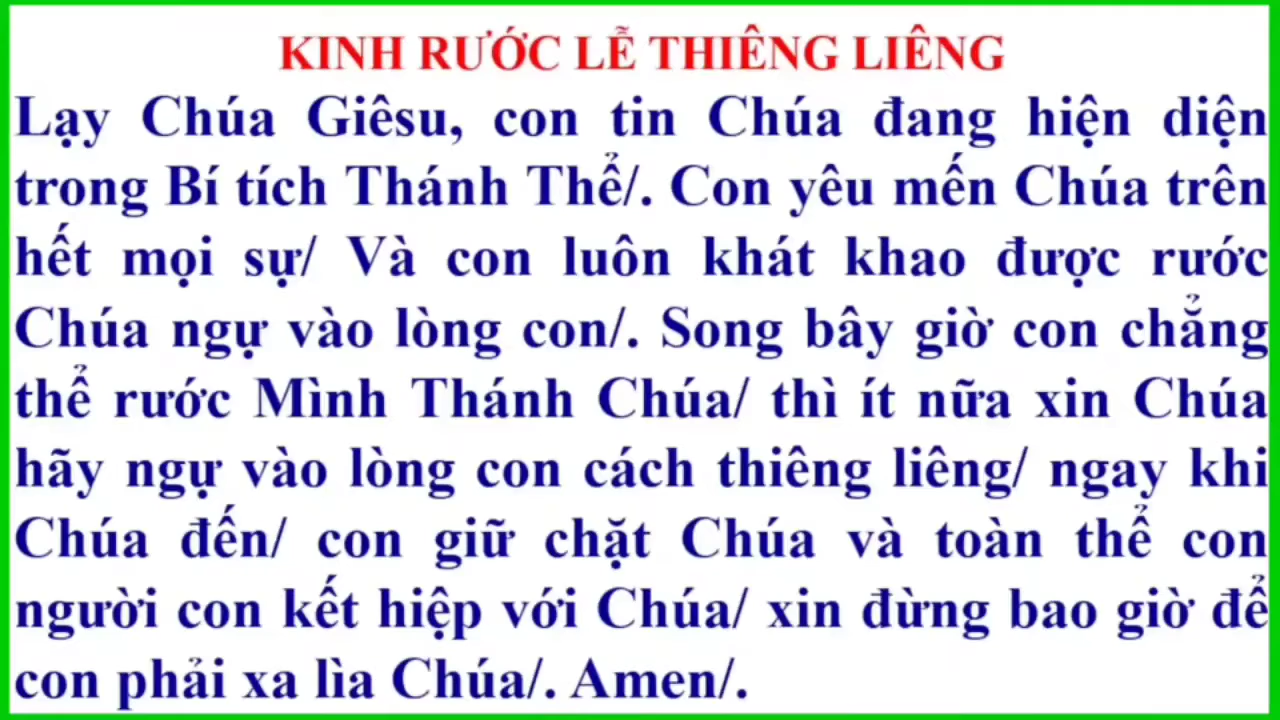 KINH RƯỚC LỄ THIÊNG LIÊNG
Lạy Chúa Giêsu, con tin Chúa đang hiện diện
trong Bí tích Thánh Thể/. Con yêu mến Chúa trên
hết mọi sự/ Và con luôn khát khao được rước
Chúa ngự vào lòng con/. Song bây giờ con chẳng
thể rước Mình Thánh Chúa/ thì ít nữa xin Chúa
hãy ngự vào lòng con cách thiêng liêng/ ngay khi
Chúa đến/ con giữ chặt Chúa và toàn thể con
người con kết hiệp với Chúa/ xin đừng bao giờ để
con phải xa lìa Chúa/. Amen/.